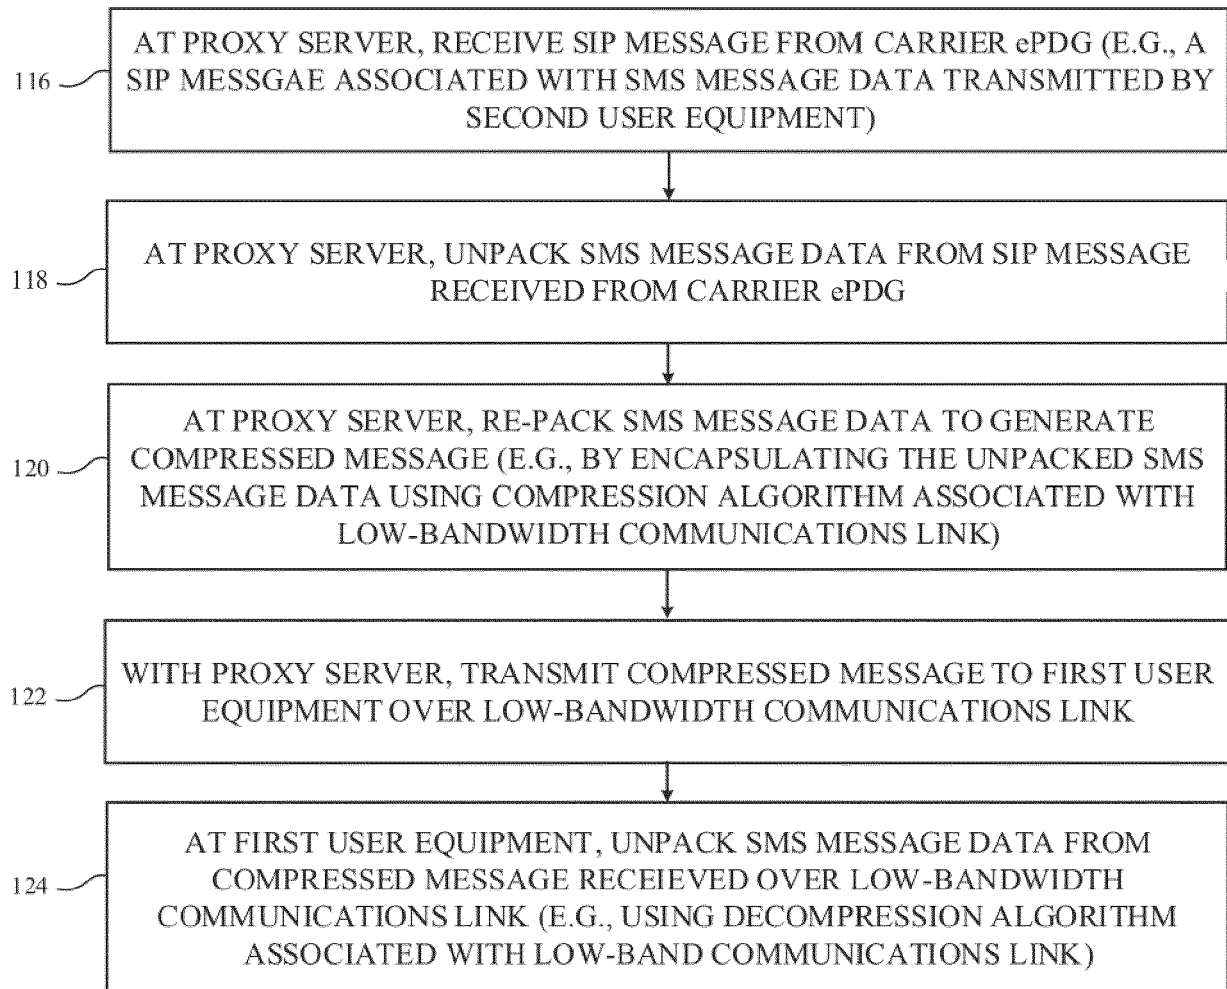 AT PROXY SERVER, RECEIVE SIP MESSAGE FROM CARRIER ePDG (E.G., A
116
SIP MESSGAE ASSOCIATED WITH SMS MESSAGE DATA TRANSMITTED BY
SECOND USER EQUIPMENT)
AT PROXY SERVER, UNPACK SMS MESSAGE DATA FROM SIP MESSAGE
118
RECEIVED FROM CARRIER ePDG
AT PROXY SERVER, RE-PACK SMS MESSAGE DATA TO GENERATE
120
COMPRESSED MESSAGE (E.G., BY ENCAPSULATING THE UNPACKED SMS
MESSAGE DATA USING COMPRESSION ALGORITHM ASSOCIATED WITH
LOW-BANDWIDTH COMMUNICATIONS LINK)
WITH PROXY SERVER, TRANSMIT COMPRESSED MESSAGE TO FIRST USER
122
EQUIPMENT OVER LOW-BANDWIDTH COMMUNICATIONS LINK
AT FIRST USER EQUIPMENT, UNPACK SMS MESSAGE DATA FROM
124
COMPRESSED MESSAGE RECEIEVED OVER LOW-BANDWIDTH
COMMUNICATIONS LINK (E.G., USING DECOMPRESSION ALGORITHM
ASSOCIATED WITH LOW-BAND COMMUNICATIONS LINK)